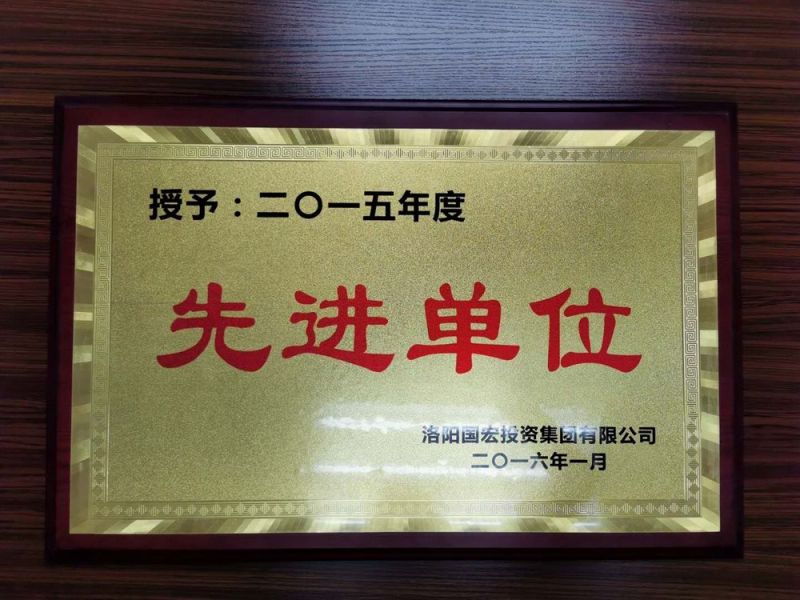 授予：二〇一五年度
先进单位
洛阳国宏投资集团有限公司
二〇一六年一月